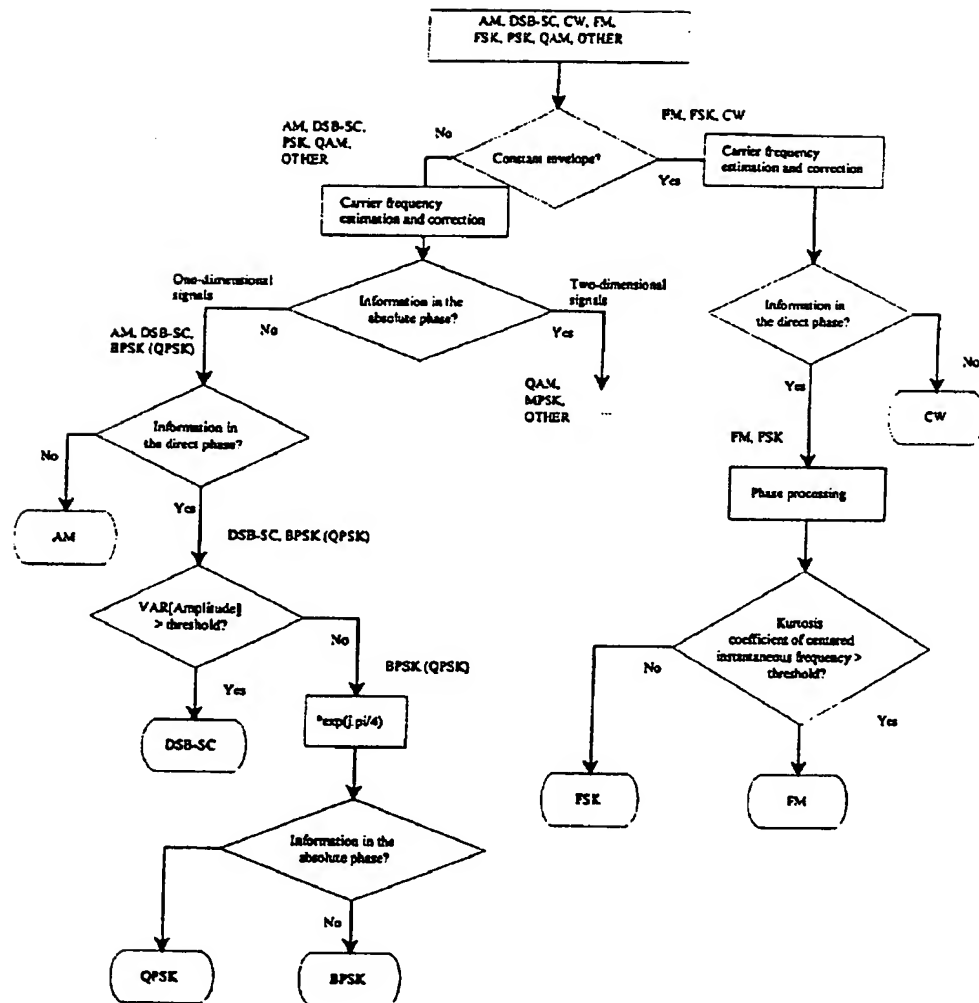 AM, DSB-SC, CW, FM,
FSK, PSK, QAM, OTHER
AM, DSB-SC,
PSK, QAM,
OTHER
No
Constant envelope?
Yes
FM, FSK, CW
Carrier frequency
estimation and correction
Carrier frequency
estimation and correction
One-dimensional
signals
Information in the
absolute phase?
Two-dimensional
signals
No
Yes
AM, DSB-SC,
BPSK (QPSK)
QAM,
MPSK,
OTHER
...
Information in
the direct phase?
No
Yes
CW
Information in
the direct phase?
No
Yes
AM
FM, FSK
Phase processing
DSB-SC, BPSK (QPSK)
VAR[Amplitude]
> threshold?
No
Yes
DSB-SC
BPSK (QPSK)
*exp(j.pi/4)
Kurtosis
coefficient of centered
instantaneous frequency >
threshold?
No
Yes
FSK
FM
Information in the
absolute phase?
No
QPSK
BPSK